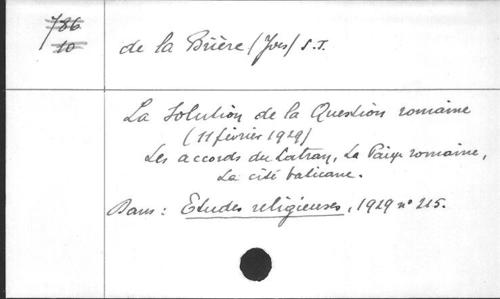 786
10
de la Brière (Yves) S.J.
La Solution de la Question romaine
(11 février 1929)
Les accords du Latran, La Paix romaine,
La cité vaticane.
Dans : Etudes religieuses, 1929 n° 215.